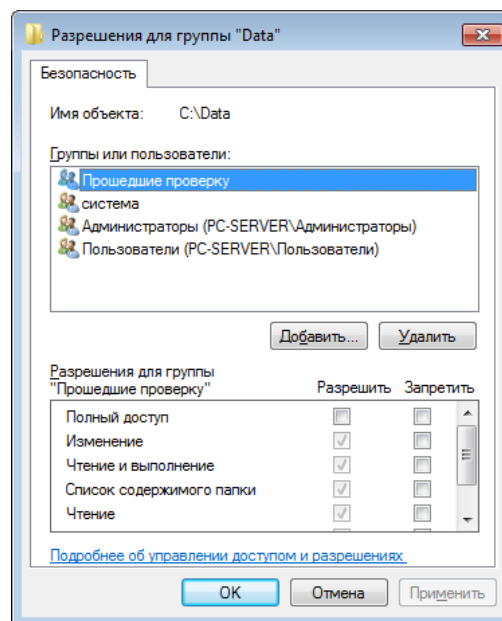 Разрешения для группы "Data"
Безопасность
Имя объекта: C:\Data
Группы или пользователи:
Прошедшие проверку
система
Администраторы (PC-SERVER\Администраторы)
Пользователи (PC-SERVER\Пользователи)
Добавить... Удалить
Разрешения для группы
"Прошедшие проверку" Разрешить Запретить
Полный доступ
Изменение
Чтение и выполнение
Список содержимого папки
Чтение
Подробнее об управлении доступом и разрешениях
OK Отмена Применить